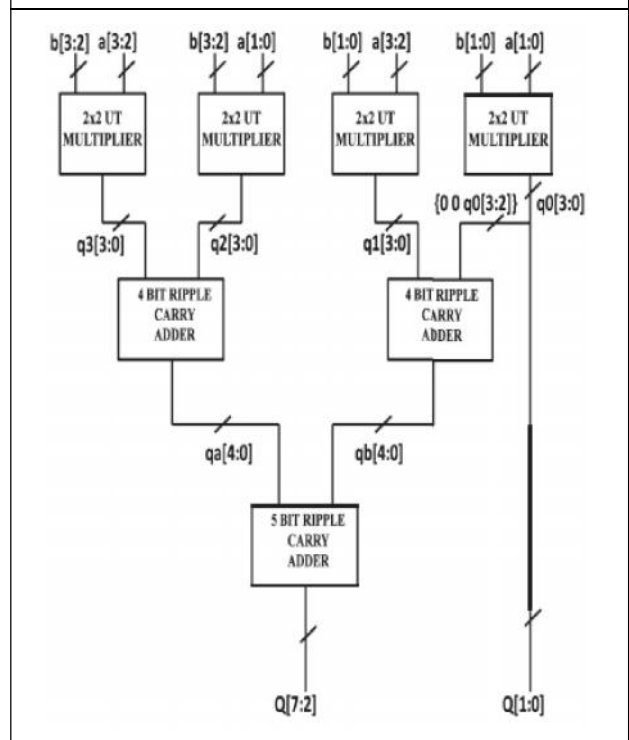 b[3:2] a[3:2] b[3:2] a[1:0] b[1:0] a[3:2] b[1:0] a[1:0]
2x2 UT
MULTIPLIER
2x2 UT
MULTIPLIER
2x2 UT
MULTIPLIER
2x2 UT
MULTIPLIER
{0 0 q0[3:2]} q0[3:0]
q3[3:0] q2[3:0] q1[3:0]
4 BIT RIPPLE
CARRY
ADDER
4 BIT RIPPLE
CARRY
ADDER
qa[4:0] qb[4:0]
5 BIT RIPPLE
CARRY
ADDER
Q[7:2] Q[1:0]